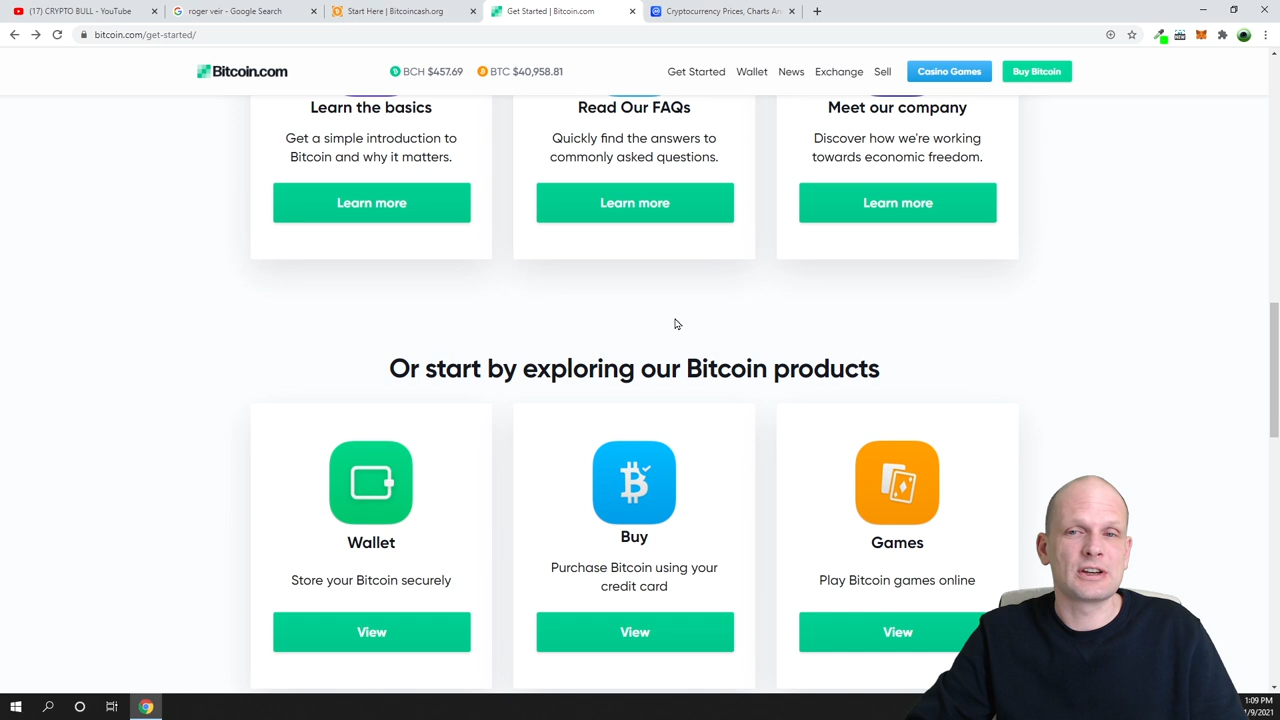 (17) CRYPTO BULL - YouTube
roger veir - Google Search
Start Here | Bitcoincash.org
Get Started | Bitcoin.com
Cryptocurrency Prices, Charts An
bitcoin.com/get-started/
Bitcoin.com
BCH $457.69
BTC $40,958.81
Get Started
Wallet
News
Exchange
Sell
Casino Games
Buy Bitcoin
Learn the basics
Get a simple introduction to
Bitcoin and why it matters.
Learn more
Read Our FAQs
Quickly find the answers to
commonly asked questions.
Learn more
Meet our company
Discover how we're working
towards economic freedom.
Learn more
Or start by exploring our Bitcoin products
Wallet
Store your Bitcoin securely
View
Buy
Purchase Bitcoin using your
credit card
View
Games
Play Bitcoin games online
View
1:09 PM
1/9/2021